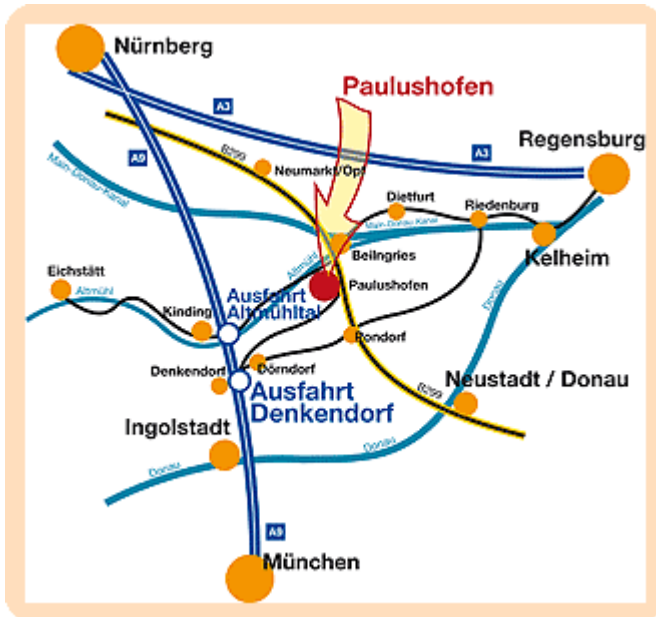 Nürnberg
Paulushofen
A3
Regensburg
A9
B299
A3
Neumarkt/Opf
Main-Donau-Kanal
Dietfurt
Riedenburg
Main-Donau Kanal
Beilngries
Kelheim
Altmühl
Eichstätt
Altmühl
Paulushofen
Ausfahrt
Altmühltal
Kinding
Donau
Pondorf
Denkendorf
Dörndorf
Neustadt / Donau
Ausfahrt
Denkendorf
B299
Ingolstadt
Donau
Donau
A9
München